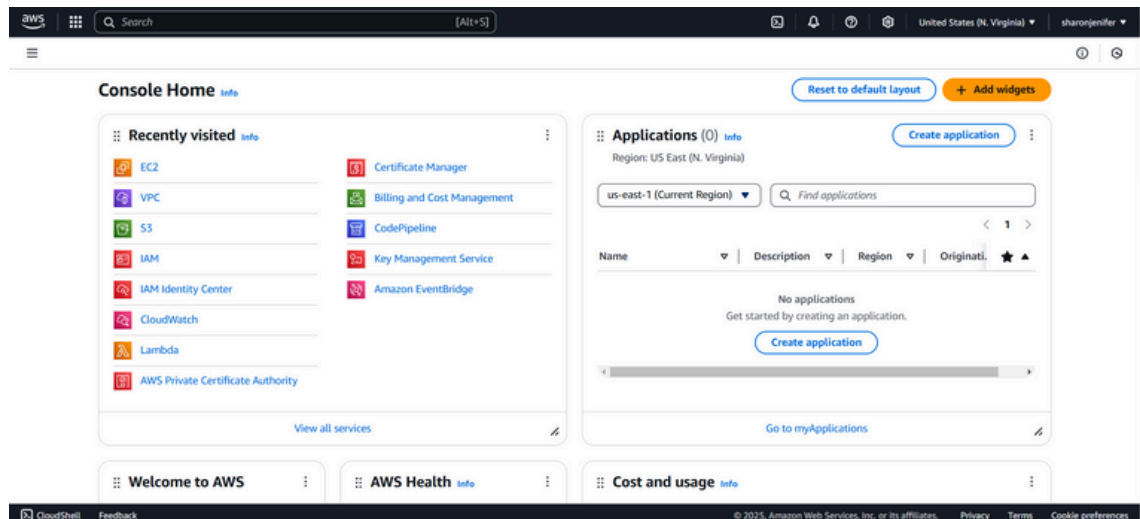 aws Search [Alt+S] United States (N. Virginia) sharonjenifer
Console Home Info Reset to default layout + Add widgets
Recently visited Info
EC2
VPC
S3
IAM
IAM Identity Center
CloudWatch
Lambda
AWS Private Certificate Authority
Certificate Manager
Billing and Cost Management
CodePipeline
Key Management Service
Amazon EventBridge
View all services
Applications (0) Info Create application
Region: US East (N. Virginia)
us-east-1 (Current Region) Find applications
1
Name Description Region Originati.
No applications
Get started by creating an application.
Create application
Go to myApplications
Welcome to AWS
AWS Health Info
Cost and usage Info
CloudShell Feedback © 2025, Amazon Web Services, Inc. or its affiliates. Privacy Terms Cookie preferences